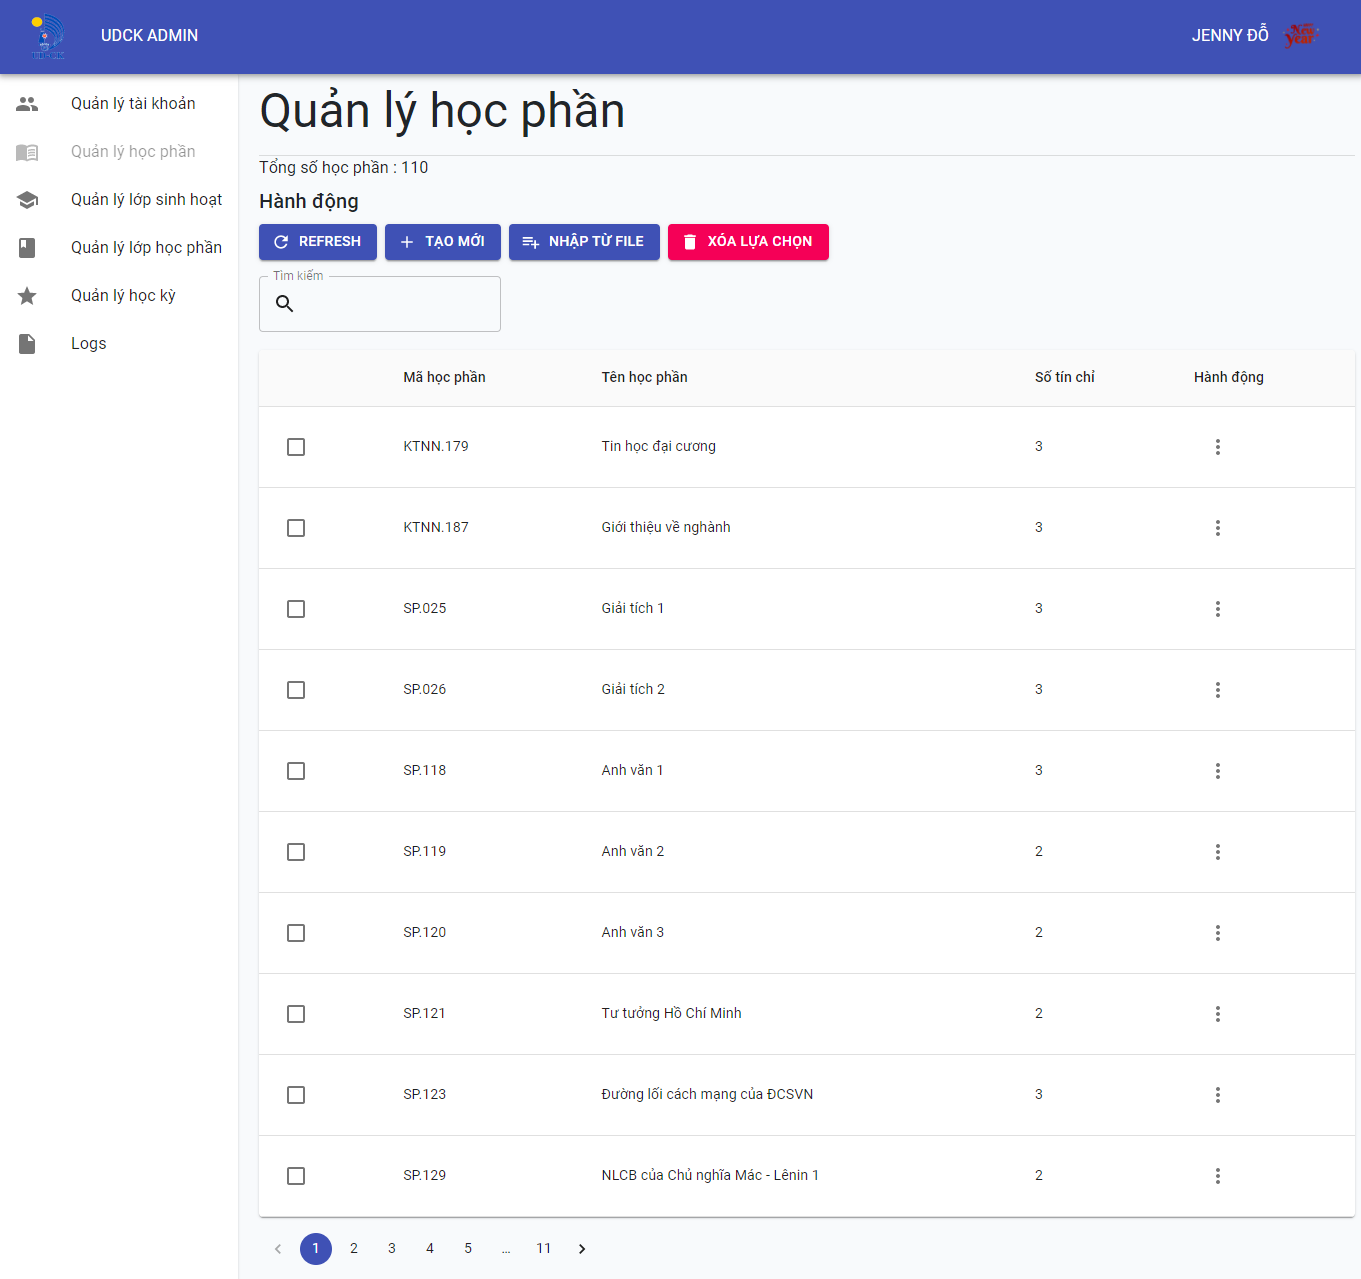 UDCK ADMIN
JENNY ĐỖ
Quản lý tài khoản
Quản lý học phần
Quản lý lớp sinh hoạt
Quản lý lớp học phần
Quản lý học kỳ
Logs
Quản lý học phần
Tổng số học phần : 110
Hành động
REFRESH
TẠO MỚI
NHẬP TỪ FILE
XÓA LỰA CHỌN
Tìm kiếm
Mã học phần Tên học phần Số tín chỉ Hành động
KTNN.179 Tin học đại cương 3
KTNN.187 Giới thiệu về nghành 3
SP.025 Giải tích 1 3
SP.026 Giải tích 2 3
SP.118 Anh văn 1 3
SP.119 Anh văn 2 2
SP.120 Anh văn 3 2
SP.121 Tư tưởng Hồ Chí Minh 2
SP.123 Đường lối cách mạng của ĐCSVN 3
SP.129 NLCB của Chủ nghĩa Mác - Lênin 1 2
1 2 3 4 5 … 11